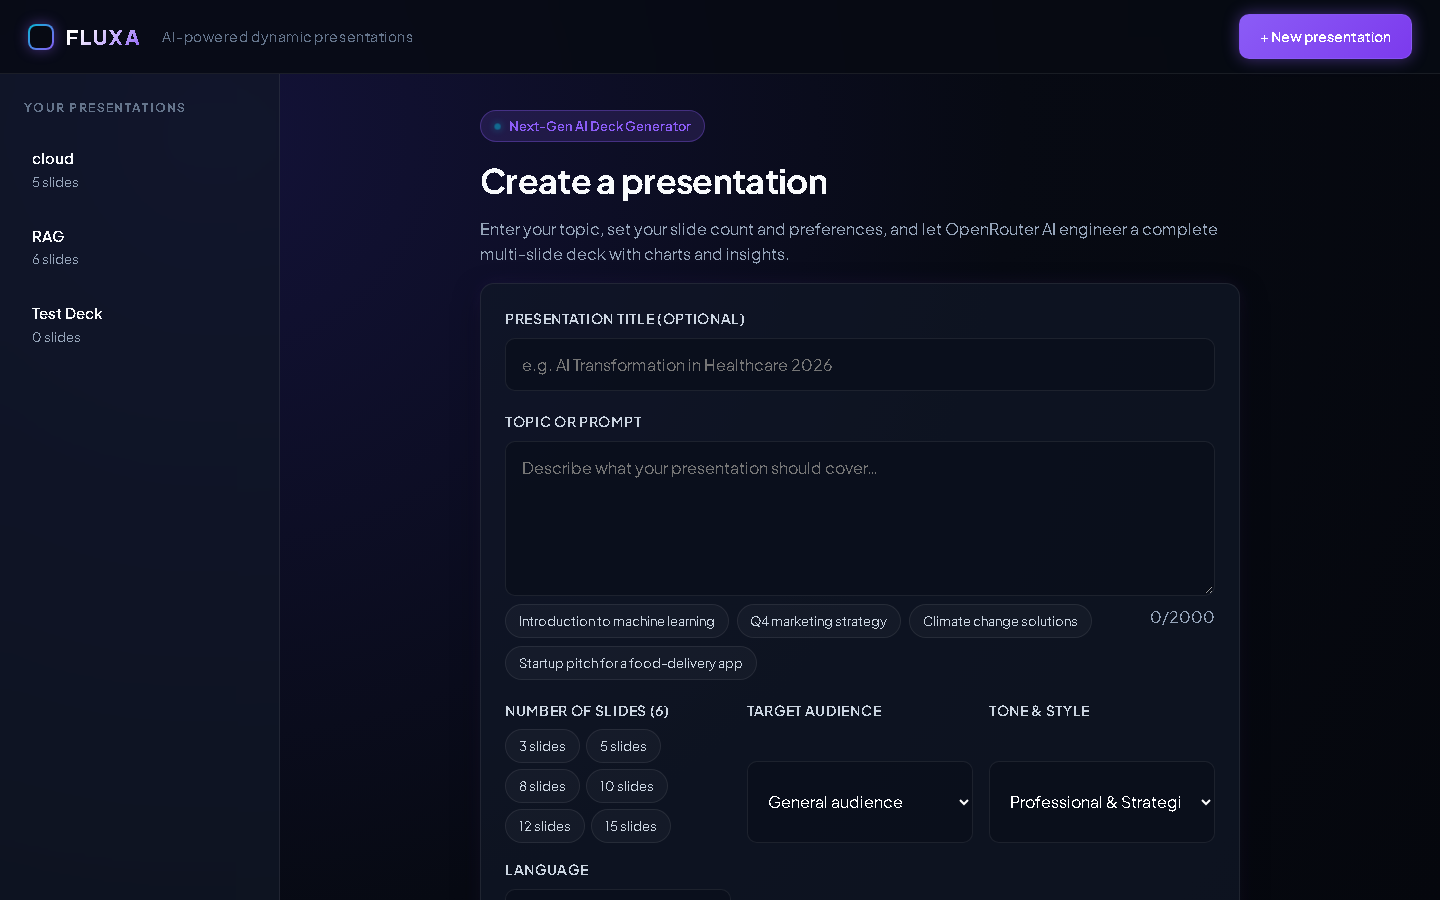 FLUXA
AI-powered dynamic presentations
+ New presentation
YOUR PRESENTATIONS
cloud
5 slides
RAG
6 slides
Test Deck
0 slides
Next-Gen AI Deck Generator
Create a presentation
Enter your topic, set your slide count and preferences, and let OpenRouter AI engineer a complete
multi-slide deck with charts and insights.
PRESENTATION TITLE (OPTIONAL)
e.g. AI Transformation in Healthcare 2026
TOPIC OR PROMPT
Describe what your presentation should cover...
Introduction to machine learning
Q4 marketing strategy
Climate change solutions
0/2000
Startup pitch for a food-delivery app
NUMBER OF SLIDES (6)
3 slides
5 slides
8 slides
10 slides
12 slides
15 slides
TARGET AUDIENCE
General audience
TONE & STYLE
Professional & Strategi
LANGUAGE